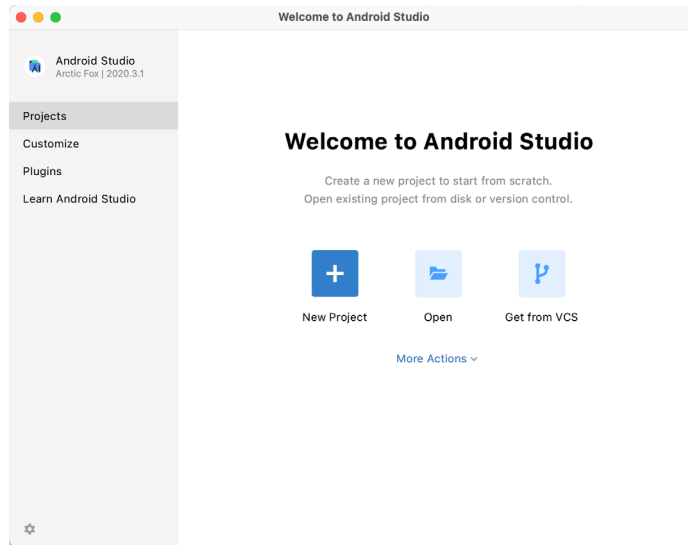 Welcome to Android Studio
Android Studio
Arctic Fox | 2020.3.1
Projects
Customize
Plugins
Learn Android Studio
Welcome to Android Studio
Create a new project to start from scratch.
Open existing project from disk or version control.
New Project
Open
Get from VCS
More Actions